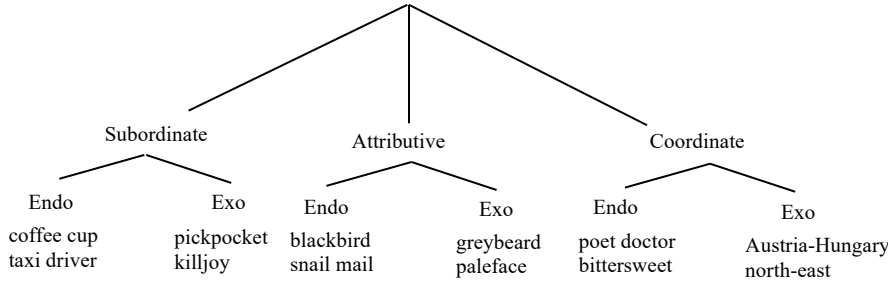 Subordinate
Attributive
Coordinate
Endo
Exo
Endo
Exo
Endo
Exo
coffee cup
taxi driver
pickpocket
killjoy
blackbird
snail mail
greybeard
paleface
poet doctor
bittersweet
Austria-Hungary
north-east